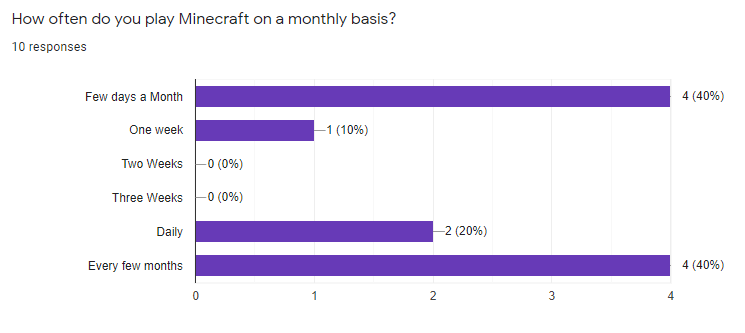 How often do you play Minecraft on a monthly basis?
10 responses
Few days a Month 4 (40%)
One week 1 (10%)
Two Weeks 0 (0%)
Three Weeks 0 (0%)
Daily 2 (20%)
Every few months 4 (40%)
0 1 2 3 4